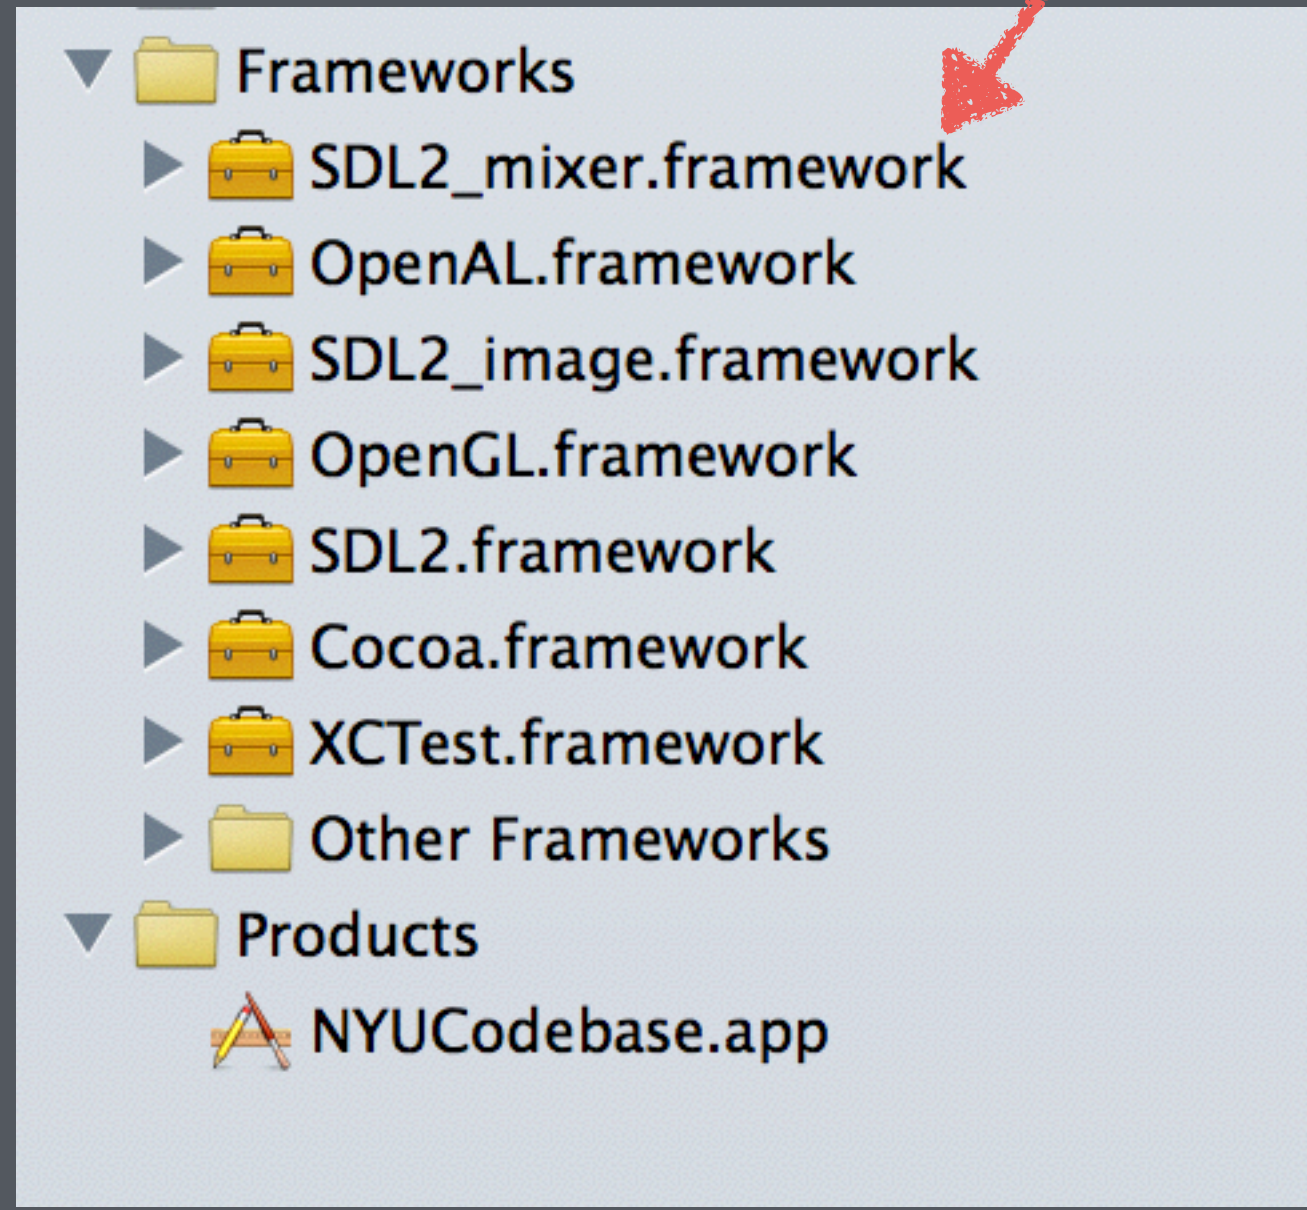 Frameworks
SDL2_mixer.framework
OpenAL.framework
SDL2_image.framework
OpenGL.framework
SDL2.framework
Cocoa.framework
XCTest.framework
Other Frameworks
Products
NYUCodebase.app